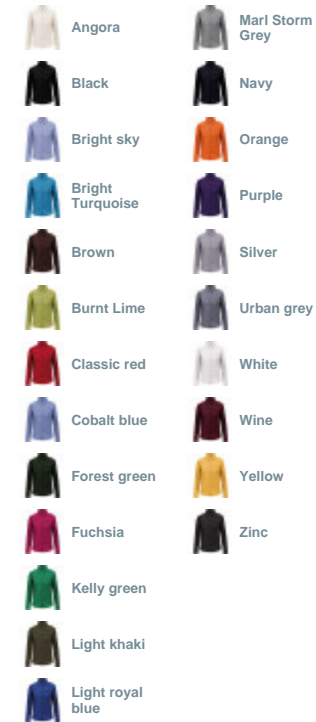 Angora
Black
Bright sky
Bright
Turquoise
Brown
Burnt Lime
Classic red
Cobalt blue
Forest green
Fuchsia
Kelly green
Light khaki
Light royal
blue
Marl Storm
Grey
Navy
Orange
Purple
Silver
Urban grey
White
Wine
Yellow
Zinc